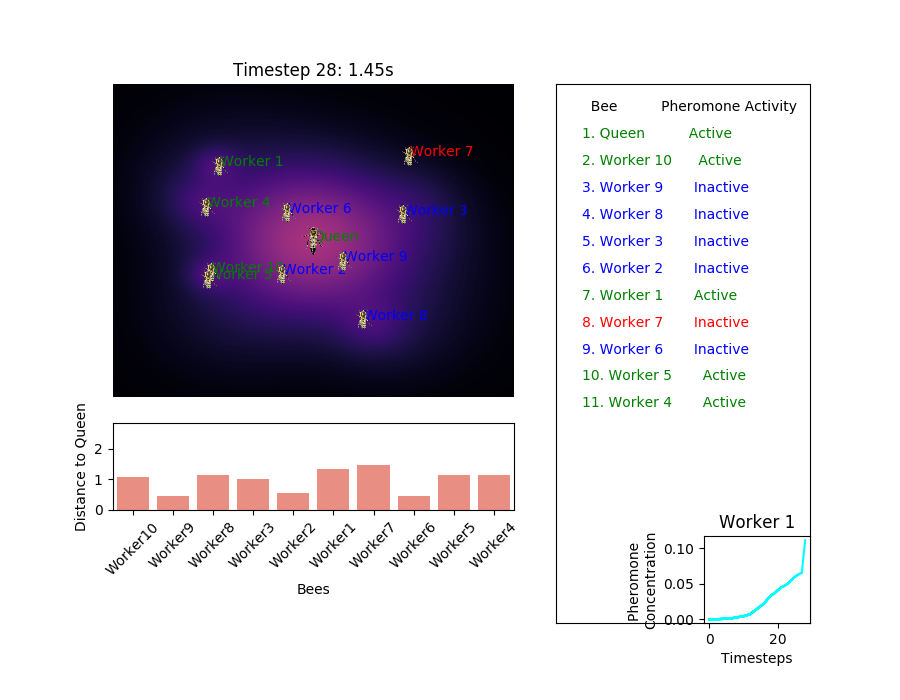 Timestep 28: 1.45s
Worker 1
Worker 7
Worker 4
Worker 6
Worker 3
Queen
Worker 9
Worker 2
Worker 5
Worker 8
Distance to Queen
2
1
0
Worker10
Worker9
Worker8
Worker3
Worker2
Worker1
Worker7
Worker6
Worker5
Worker4
Bees
Bee Pheromone Activity
1. Queen Active
2. Worker 10 Active
3. Worker 9 Inactive
4. Worker 8 Inactive
5. Worker 3 Inactive
6. Worker 2 Inactive
7. Worker 1 Active
8. Worker 7 Inactive
9. Worker 6 Inactive
10. Worker 5 Active
11. Worker 4 Active
Worker 1
Pheromone
Concentration
0.10
0.05
0.00
0
20
Timesteps